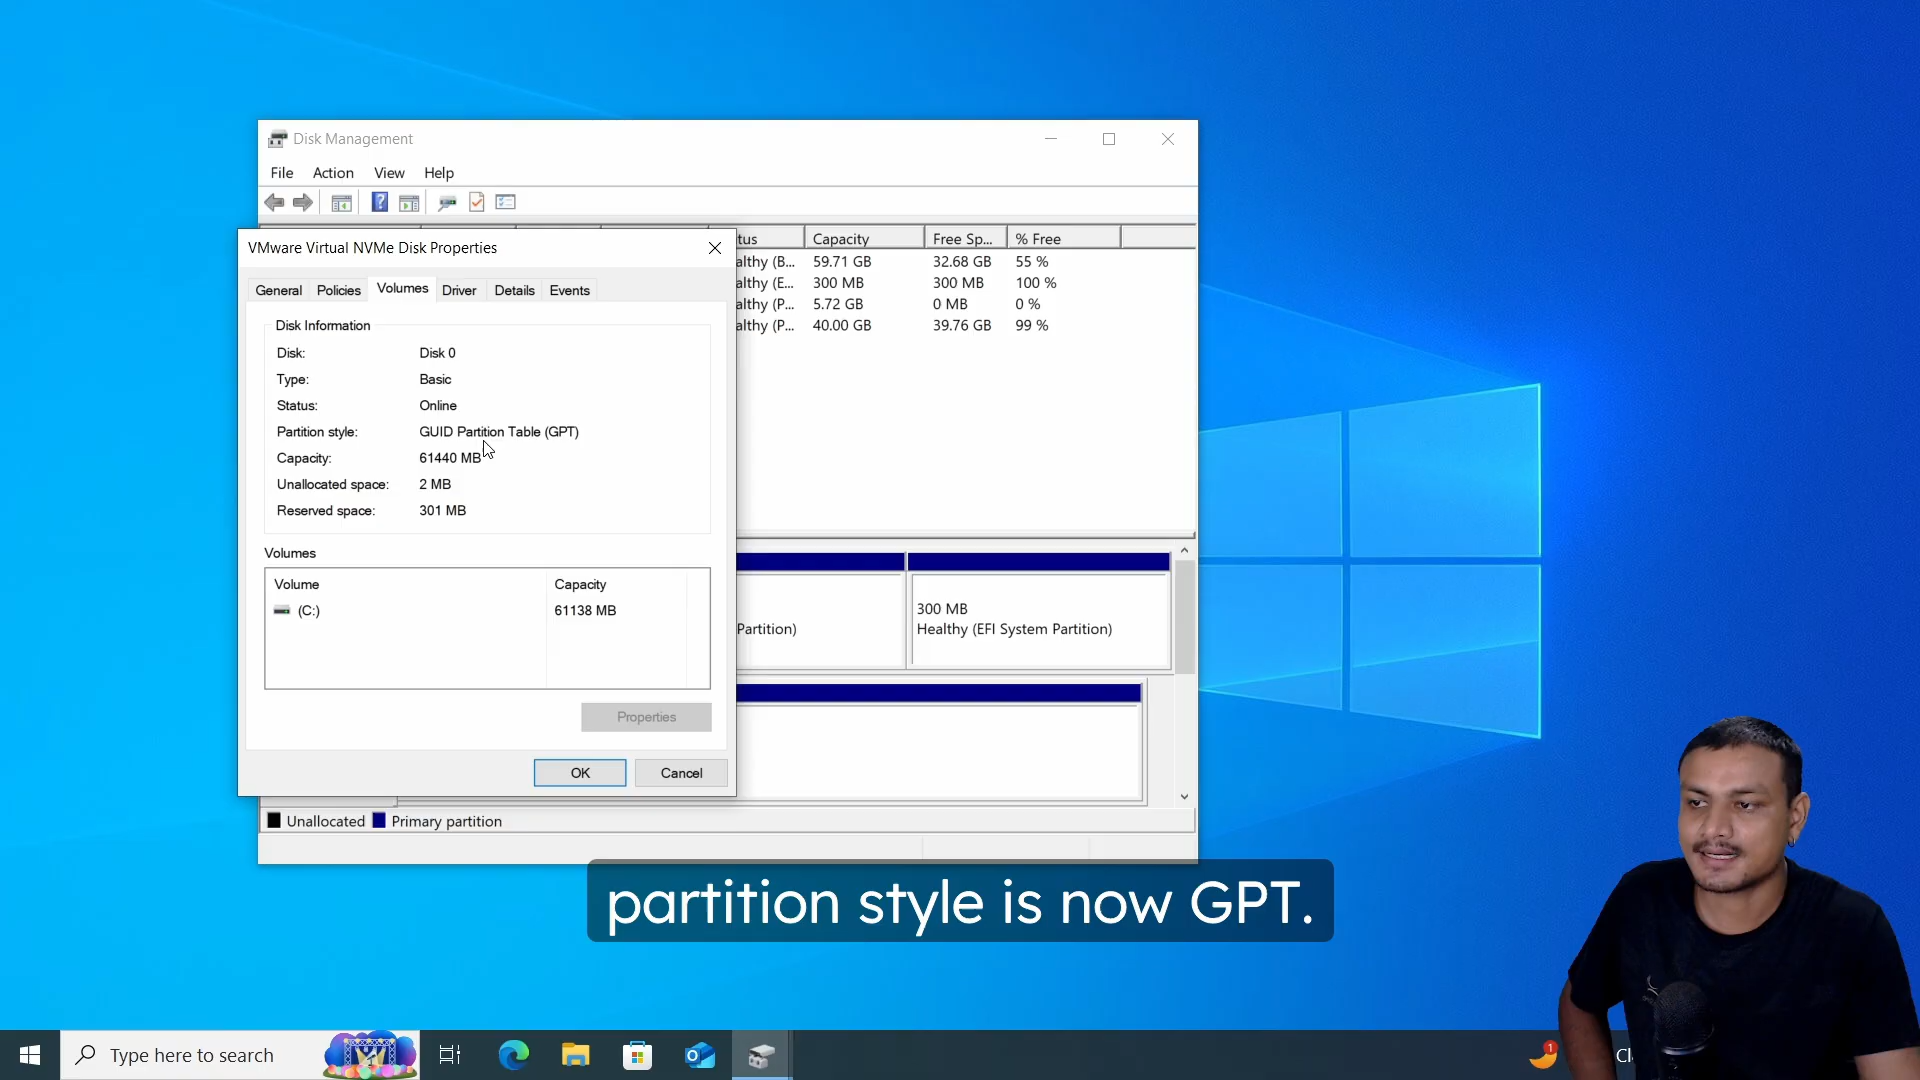 Disk Management
File Action View Help
Capacity Free Sp... % Free
59.71 GB 32.68 GB 55 %
300 MB 300 MB 100 %
5.72 GB 0 MB 0 %
40.00 GB 39.76 GB 99 %
VMware Virtual NVMe Disk Properties
General Policies Volumes Driver Details Events
Disk Information
Disk: Disk 0
Type: Basic
Status: Online
Partition style: GUID Partition Table (GPT)
Capacity: 61440 MB
Unallocated space: 2 MB
Reserved space: 301 MB
Volumes
Volume Capacity
(C:) 61138 MB
Properties
OK Cancel
Partition)
300 MB
Healthy (EFI System Partition)
Unallocated Primary partition
partition style is now GPT.
Type here to search
1